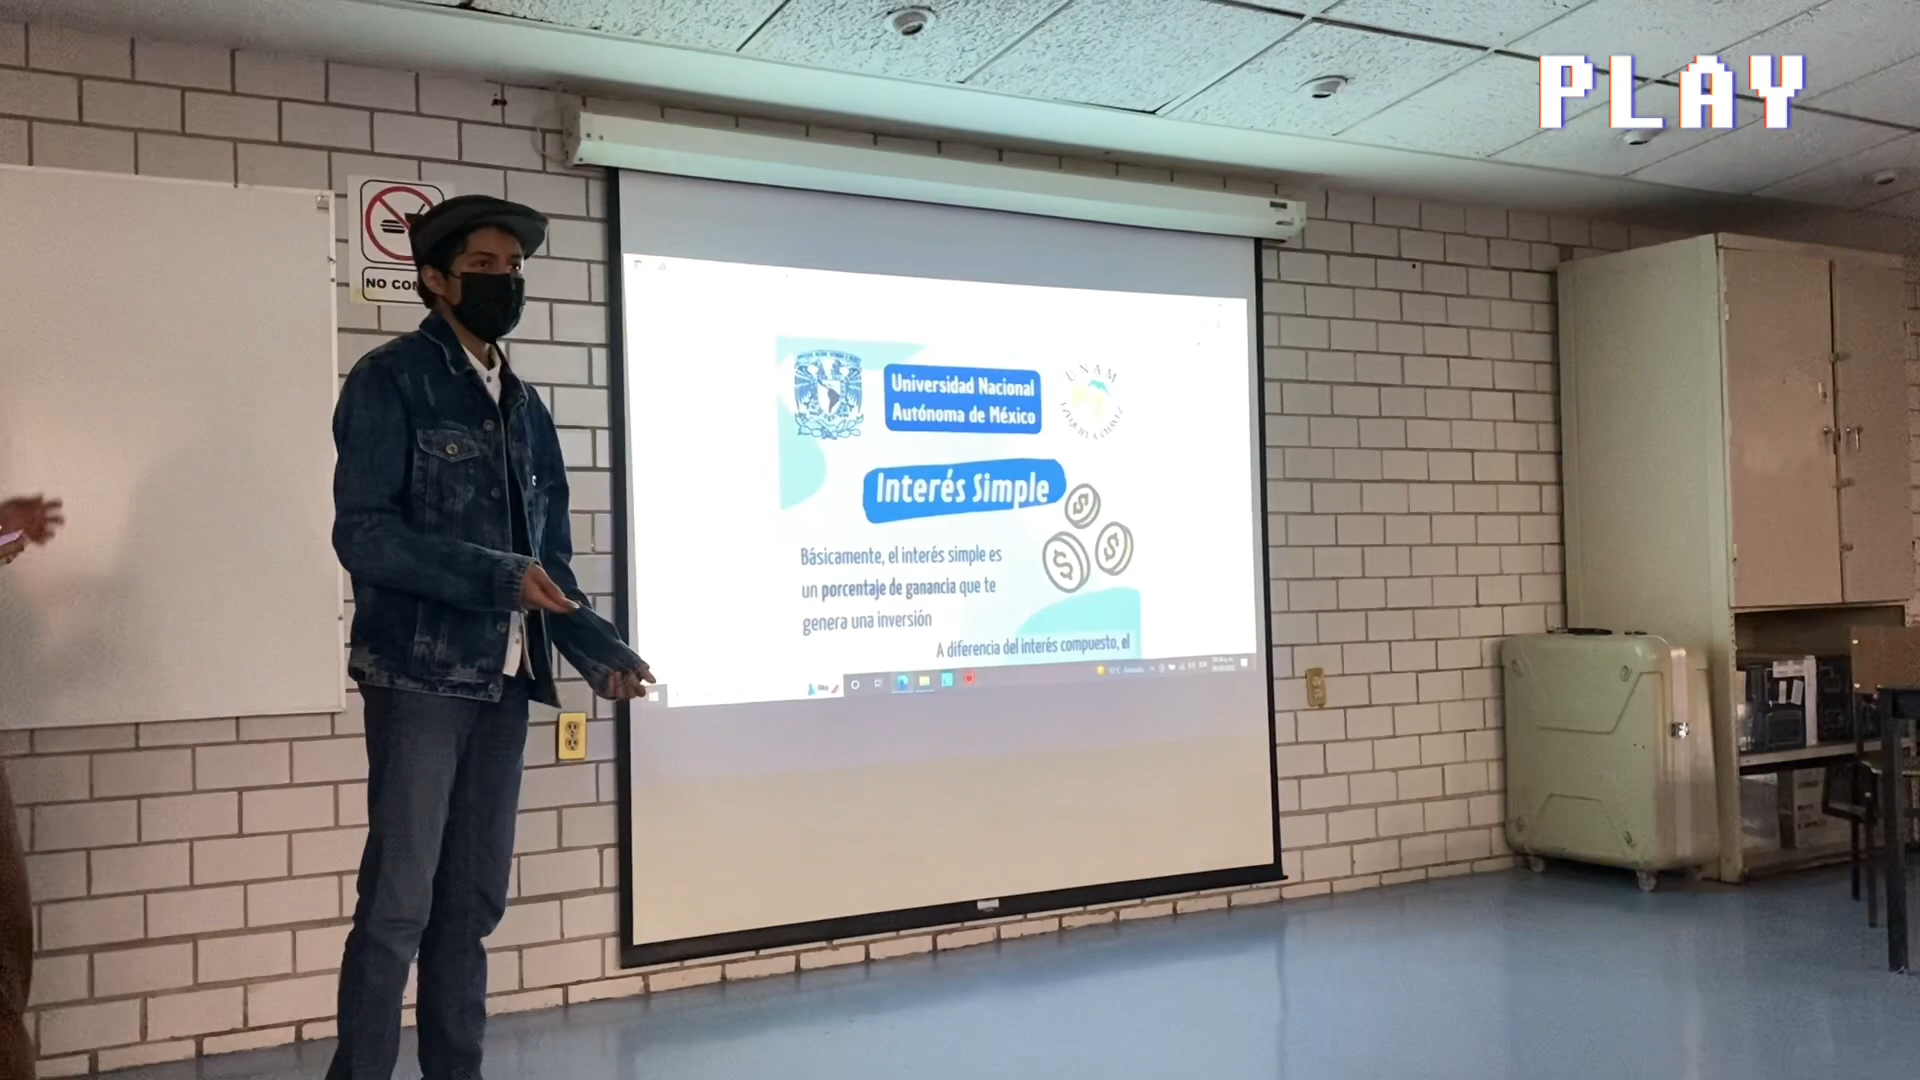 PLAY
NO COM
Universidad Nacional
Autónoma de México
UNAM
Interés Simple
Básicamente, el interés simple es
un porcentaje de ganancia que te
genera una inversión
A diferencia del interés compuesto, el